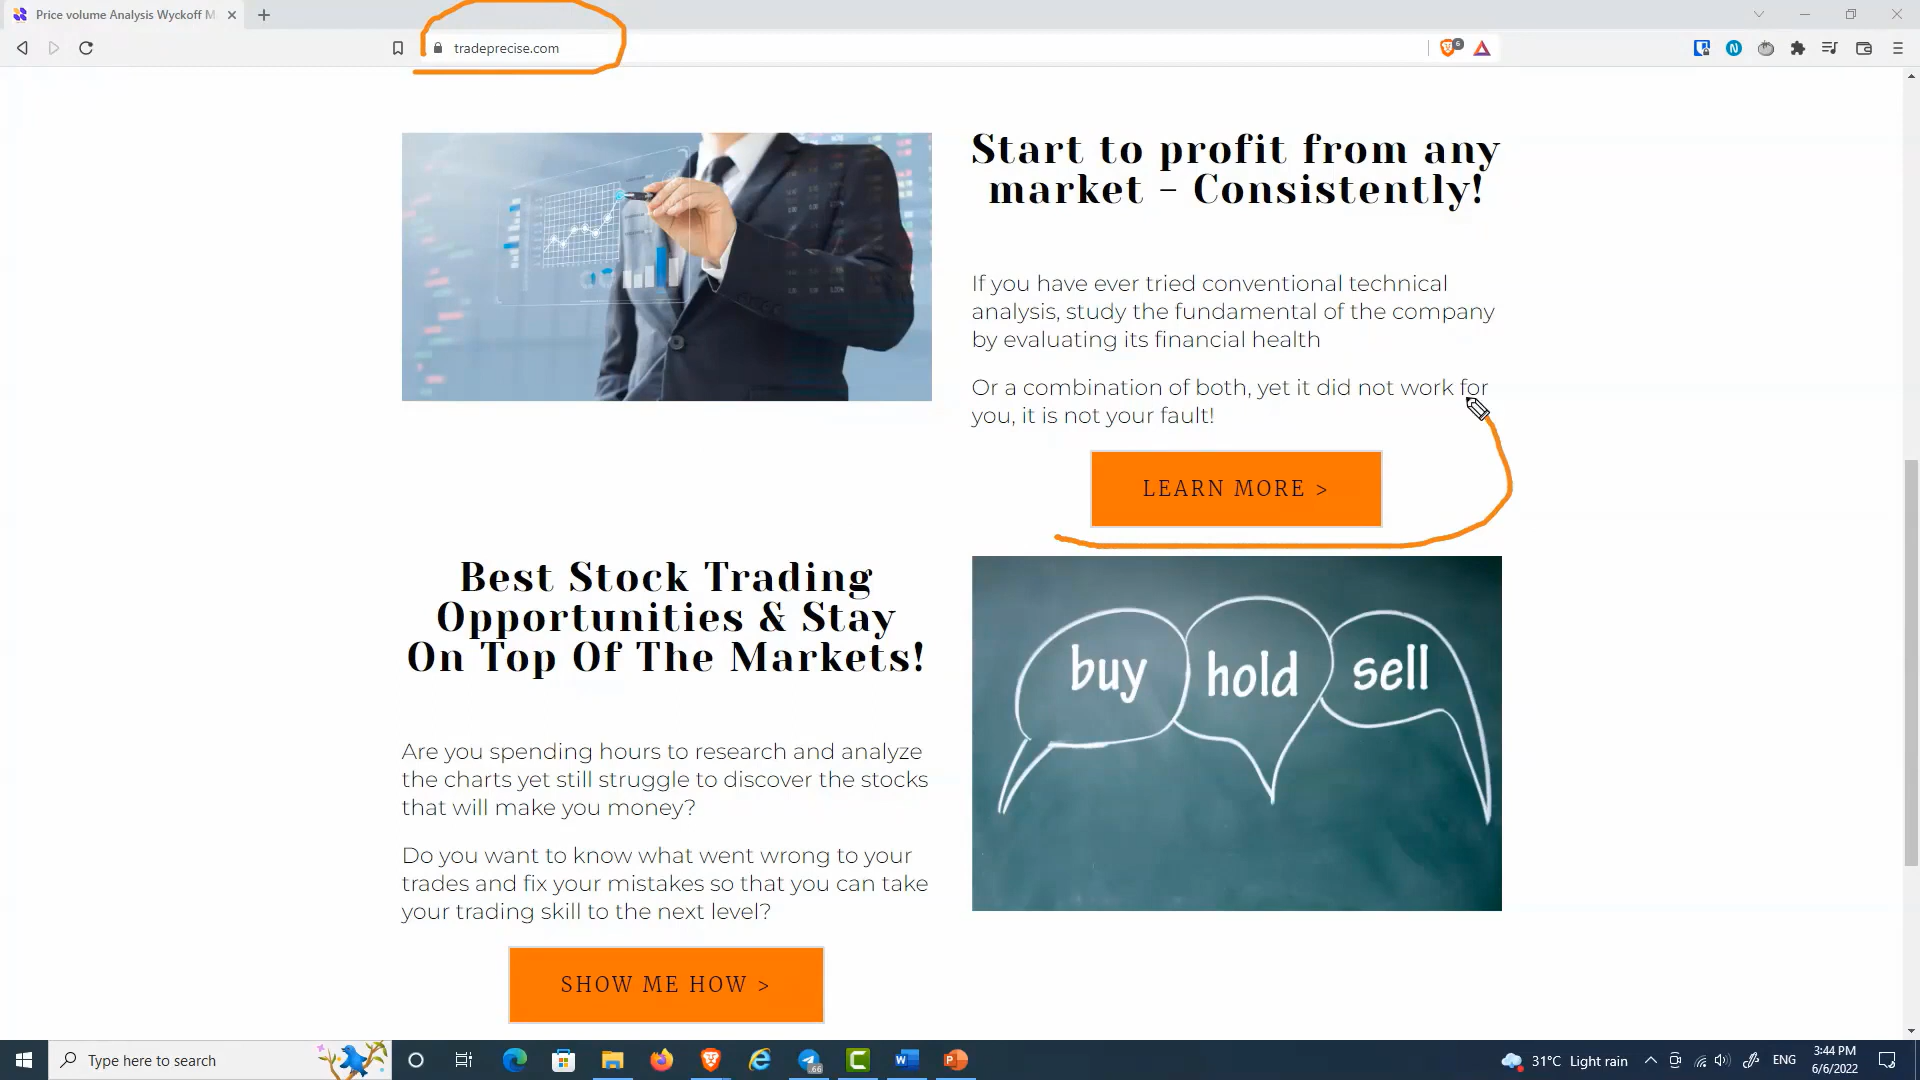 Price volume Analysis Wyckoff M
tradeprecise.com
6
Start to profit from any
market - Consistently!
If you have ever tried conventional technical
analysis, study the fundamental of the company
by evaluating its financial health
Or a combination of both, yet it did not work for
you, it is not your fault!
LEARN MORE >
Best Stock Trading
Opportunities & Stay
On Top Of The Markets!
Are you spending hours to research and analyze
the charts yet still struggle to discover the stocks
that will make you money?
Do you want to know what went wrong to your
trades and fix your mistakes so that you can take
your trading skill to the next level?
SHOW ME HOW >
buy hold sell
Type here to search
31°C Light rain
ENG
3:44 PM
6/6/2022